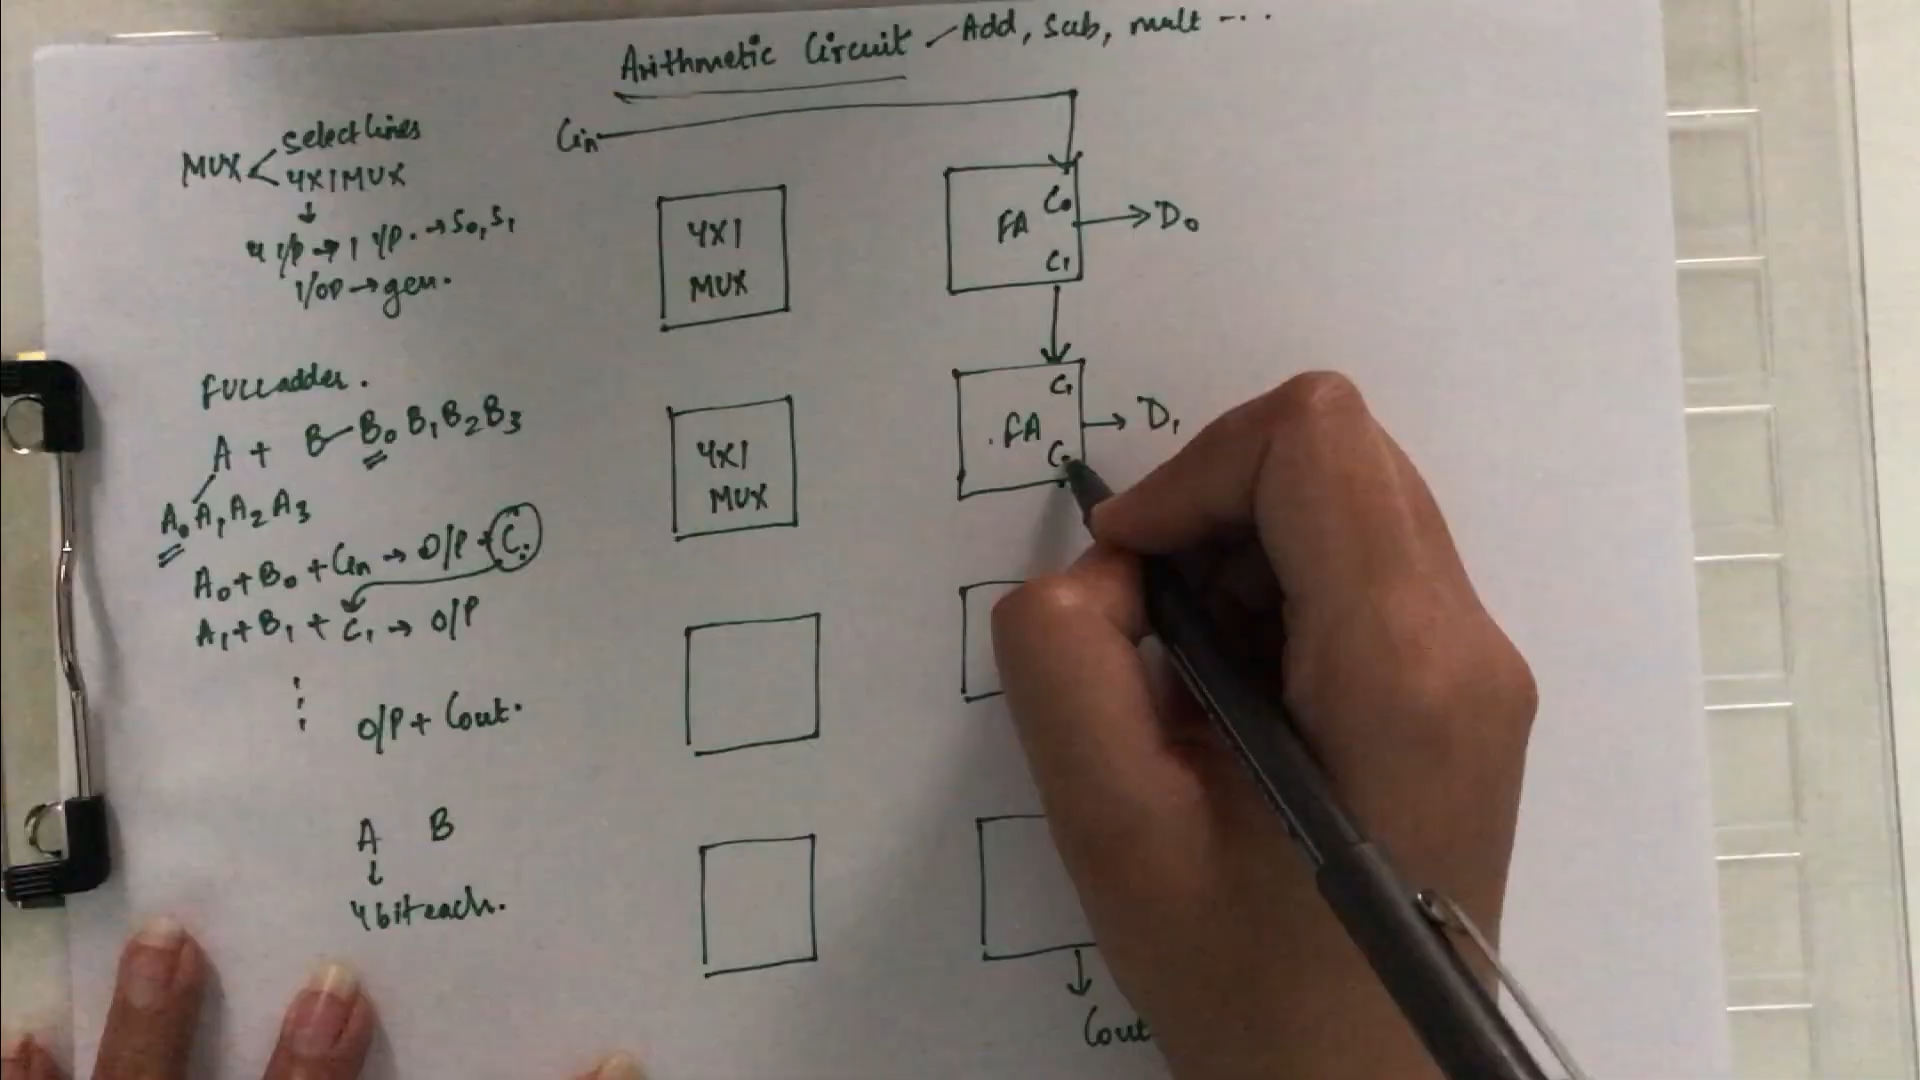 Arithmetic Circuit - Add, Sub, mult ...
Select lines
MUX
4X1 MUX
4 I/P → 1 I/P. → S0, S1
1/OP → gen.
Cin
4X1
MUX
C0
FA
C1
D0
FULL adder.
A + B - B0 B1 B2 B3
A0 A1 A2 A3
A0 + B0 + Cin → O/P + C1
A1 + B1 + C1 → O/P
O/P + Cout.
A B
4 bit each.
4X1
MUX
C1
FA
D1
Cout